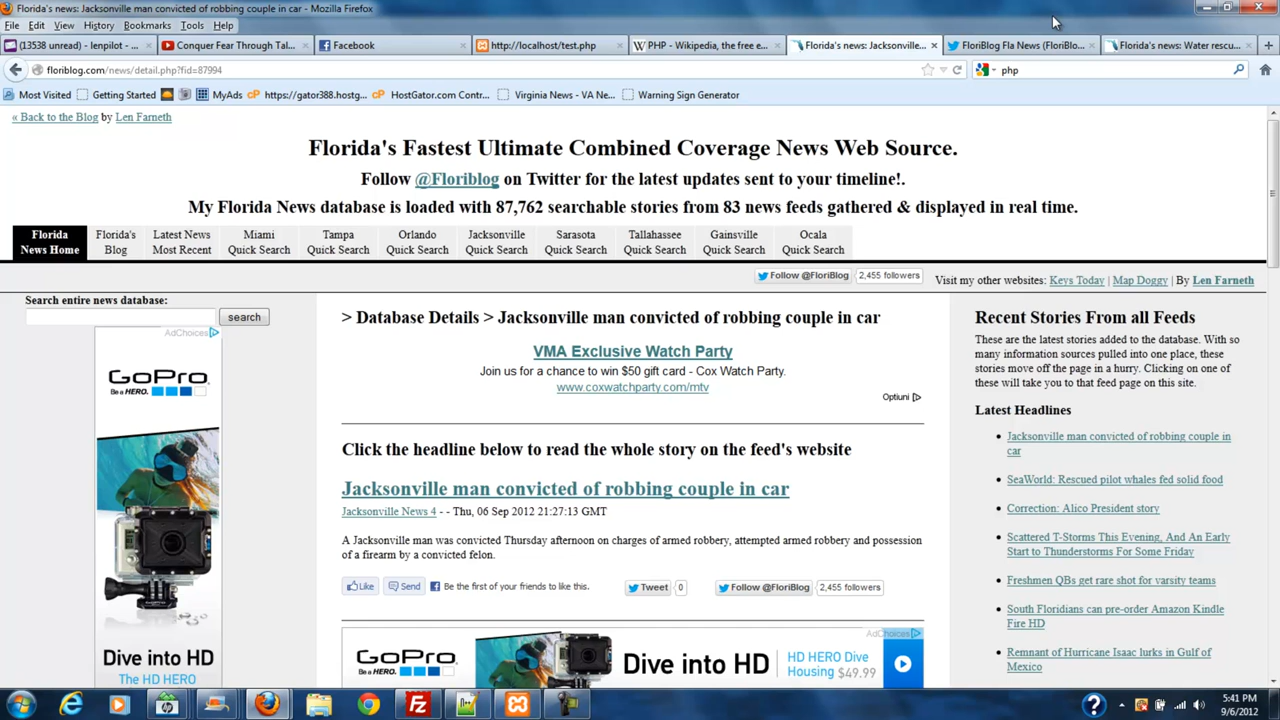 Florida's news: Jacksonville man convicted of robbing couple in car - Mozilla Firefox
File Edit View History Bookmarks Tools Help
(13538 unread) - lenpilot - ...
Conquer Fear Through Tal...
Facebook
http://localhost/test.php
PHP - Wikipedia, the free e...
Florida's news: Jacksonville...
FloriBlog Fla News (FloriBlo...
Florida's news: Water rescu...
floriblog.com/news/detail.php?fid=87994
php
Most Visited Getting Started MyAds https://gator388.hostg... HostGator.com Contr... Virginia News - VA Ne... Warning Sign Generator
« Back to the Blog by Len Farneth
Florida's Fastest Ultimate Combined Coverage News Web Source.
Follow @Floriblog on Twitter for the latest updates sent to your timeline!.
My Florida News database is loaded with 87,762 searchable stories from 83 news feeds gathered & displayed in real time.
Florida News Home
Florida's Blog
Latest News Most Recent
Miami Quick Search
Tampa Quick Search
Orlando Quick Search
Jacksonville Quick Search
Sarasota Quick Search
Tallahassee Quick Search
Gainsville Quick Search
Ocala Quick Search
Follow @FloriBlog 2,455 followers
Visit my other websites: Keys Today | Map Doggy | By Len Farneth
Search entire news database:
search
AdChoices
GoPro
Be a HERO.
Dive into HD
The HD HERO
> Database Details > Jacksonville man convicted of robbing couple in car
VMA Exclusive Watch Party
Join us for a chance to win $50 gift card - Cox Watch Party.
www.coxwatchparty.com/mtv
Optiuni
Click the headline below to read the whole story on the feed's website
Jacksonville man convicted of robbing couple in car
Jacksonville News 4 - - Thu, 06 Sep 2012 21:27:13 GMT
A Jacksonville man was convicted Thursday afternoon on charges of armed robbery, attempted armed robbery and possession
of a firearm by a convicted felon.
Like Send Be the first of your friends to like this.
Tweet 0
Follow @FloriBlog 2,455 followers
AdChoices
GoPro
Be a HERO.
Dive into HD
HD HERO Dive
Housing $49.99
Recent Stories From all Feeds
These are the latest stories added to the database. With so
many information sources pulled into one place, these
stories move off the page in a hurry. Clicking on one of
these will take you to that feed page on this site.
Latest Headlines
Jacksonville man convicted of robbing couple in
car
SeaWorld: Rescued pilot whales fed solid food
Correction: Alico President story
Scattered T-Storms This Evening, And An Early
Start to Thunderstorms For Some Friday
Freshmen QBs get rare shot for varsity teams
South Floridians can pre-order Amazon Kindle
Fire HD
Remnant of Hurricane Isaac lurks in Gulf of
Mexico
5:41 PM
9/6/2012